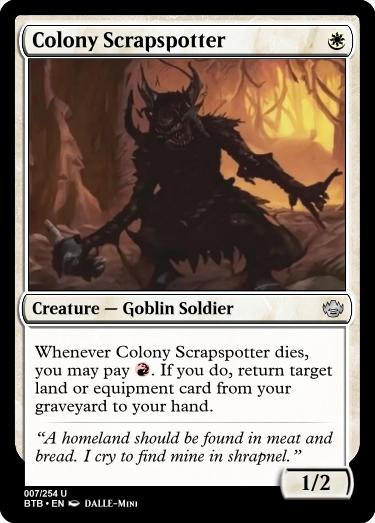 Colony Scrapspotter
Creature — Goblin Soldier
Whenever Colony Scrapspotter dies,
you may pay . If you do, return target
land or equipment card from your
graveyard to your hand.
“A homeland should be found in meat and
bread. I cry to find mine in shrapnel.”
1/2
007/254 U
BTB • EN DALLE-Mini